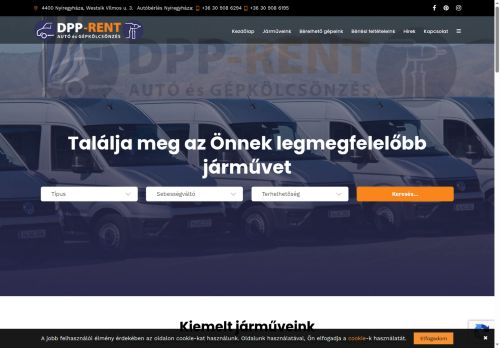 4400 Nyíregyháza, Westsik Vilmos u. 3. Autóbérlés Nyíregyháza: +36 30 908 6294 +36 30 908 6195
DPP-RENT
AUTÓ és GÉPKÖLCSÖNZÉS
Kezdőlap Járműveink Bérelhető gépeink Bérlési feltételeink Hírek Kapcsolat
DPP-RENT
AUTÓ és GÉPKÖLCSÖNZÉS
Találja meg az Önnek legmegfelelőbb
járművet
Típus Sebességváltó Terhelhetőség Keresés...
Kiemelt járműveink
A jobb felhasználói élmény érdekében az oldalon cookie-kat használunk. Oldalunk használatával, Ön elfogadja a cookie-k használatát. Elfogadom